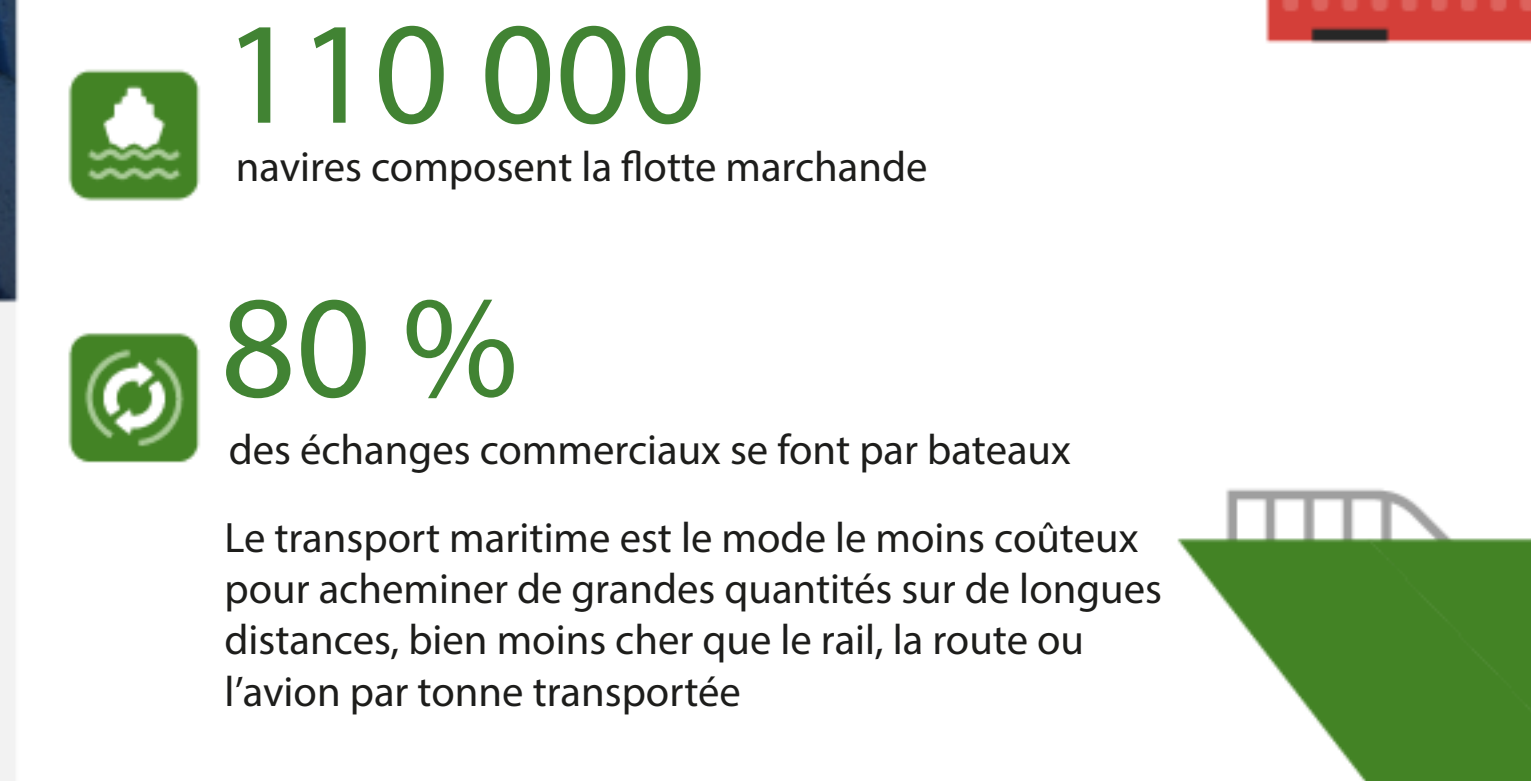 110 000
navires composent la flotte marchande
80 %
des échanges commerciaux se font par bateaux
Le transport maritime est le mode le moins coûteux
pour acheminer de grandes quantités sur de longues
distances, bien moins cher que le rail, la route ou
l’avion par tonne transportée